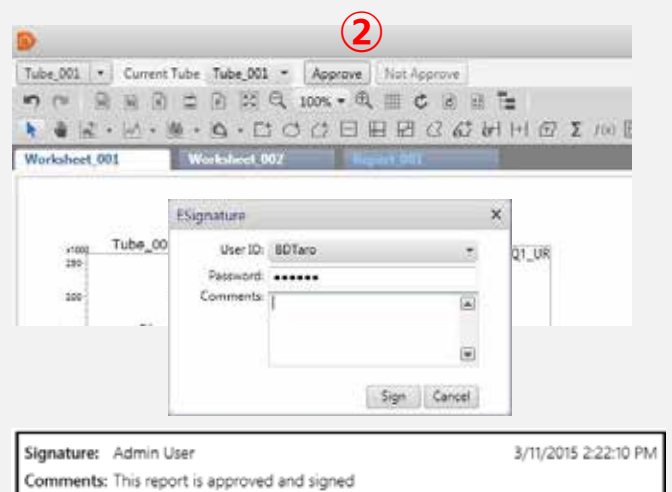 ②
Tube_001 Current Tube Tube_001 Approve Not Approve
100%
Σ f(x)
Worksheet_001 Worksheet_002 Report_001
ESignature
Tube_00
User ID: BDTaro
Q1_UR
Password: ••••••
Comments:
Sign Cancel
Signature: Admin User 3/11/2015 2:22:10 PM
Comments: This report is approved and signed